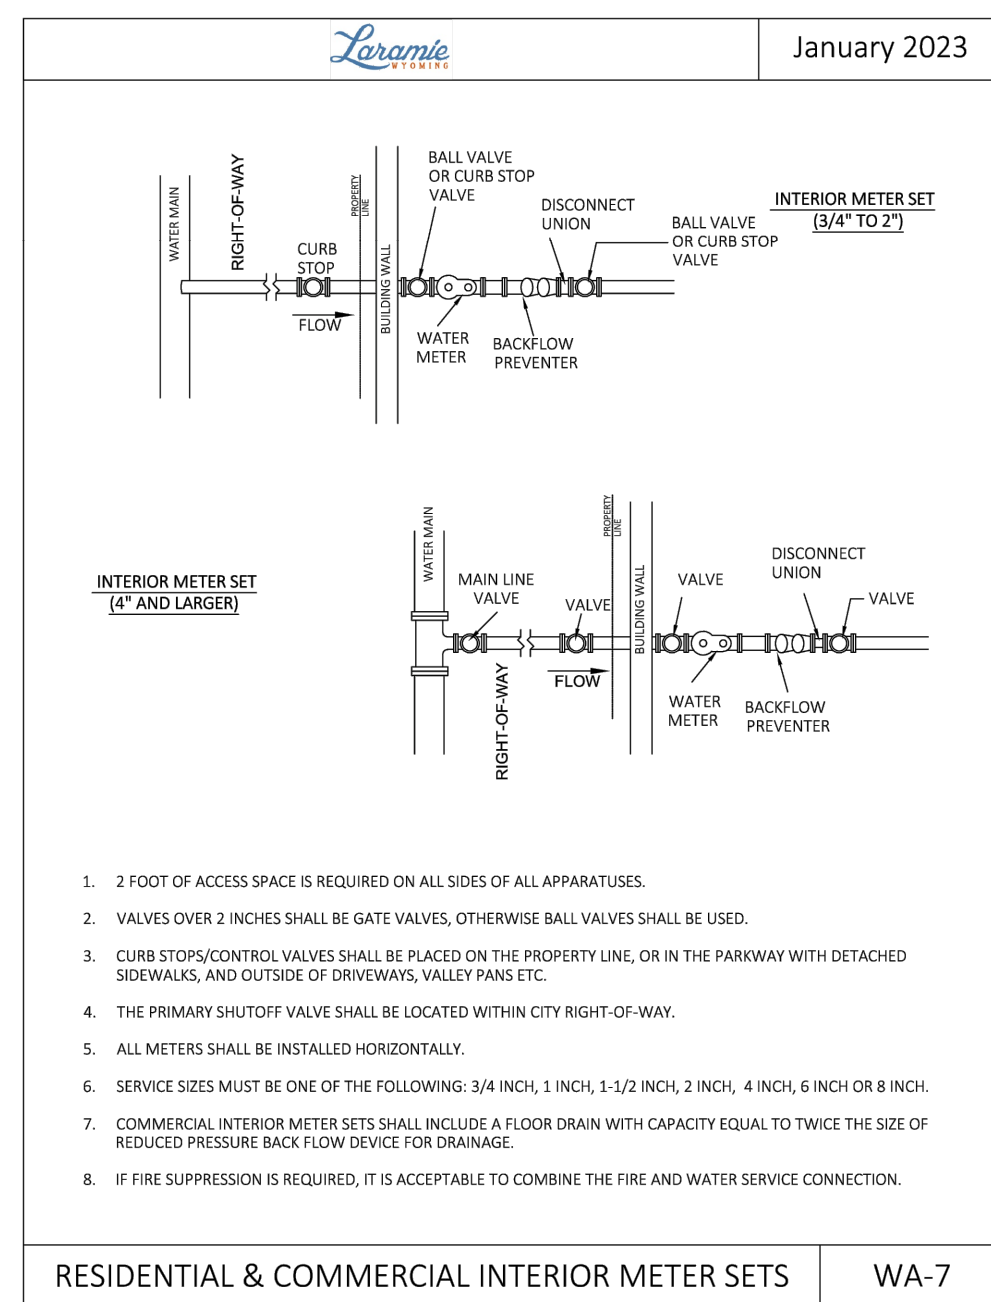 Laramie
WYOMING
January 2023
INTERIOR METER SET
(3/4" TO 2")
WATER MAIN
RIGHT-OF-WAY
CURB
STOP
FLOW
PROPERTY
LINE
BUILDING WALL
BALL VALVE
OR CURB STOP
VALVE
WATER
METER
BACKFLOW
PREVENTER
DISCONNECT
UNION
BALL VALVE
OR CURB STOP
VALVE
INTERIOR METER SET
(4" AND LARGER)
WATER MAIN
MAIN LINE
VALVE
RIGHT-OF-WAY
VALVE
FLOW
PROPERTY
LINE
BUILDING WALL
VALVE
WATER
METER
BACKFLOW
PREVENTER
DISCONNECT
UNION
VALVE
1. 2 FOOT OF ACCESS SPACE IS REQUIRED ON ALL SIDES OF ALL APPARATUSES.
2. VALVES OVER 2 INCHES SHALL BE GATE VALVES, OTHERWISE BALL VALVES SHALL BE USED.
3. CURB STOPS/CONTROL VALVES SHALL BE PLACED ON THE PROPERTY LINE, OR IN THE PARKWAY WITH DETACHED
SIDEWALKS, AND OUTSIDE OF DRIVEWAYS, VALLEY PANS ETC.
4. THE PRIMARY SHUTOFF VALVE SHALL BE LOCATED WITHIN CITY RIGHT-OF-WAY.
5. ALL METERS SHALL BE INSTALLED HORIZONTALLY.
6. SERVICE SIZES MUST BE ONE OF THE FOLLOWING: 3/4 INCH, 1 INCH, 1-1/2 INCH, 2 INCH, 4 INCH, 6 INCH OR 8 INCH.
7. COMMERCIAL INTERIOR METER SETS SHALL INCLUDE A FLOOR DRAIN WITH CAPACITY EQUAL TO TWICE THE SIZE OF
REDUCED PRESSURE BACK FLOW DEVICE FOR DRAINAGE.
8. IF FIRE SUPPRESSION IS REQUIRED, IT IS ACCEPTABLE TO COMBINE THE FIRE AND WATER SERVICE CONNECTION.
RESIDENTIAL & COMMERCIAL INTERIOR METER SETS
WA-7